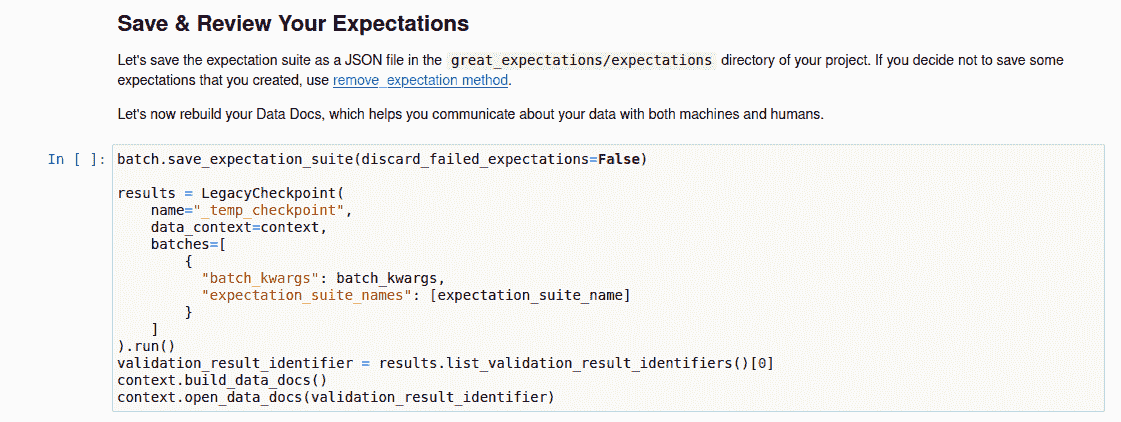 Save & Review Your Expectations
Let's save the expectation suite as a JSON file in the great_expectations/expectations directory of your project. If you decide not to save some
expectations that you created, use remove_expectation method.
Let's now rebuild your Data Docs, which helps you communicate about your data with both machines and humans.
In [ ]: batch.save_expectation_suite(discard_failed_expectations=False)
results = LegacyCheckpoint(
    name="_temp_checkpoint",
    data_context=context,
    batches=[
        {
          "batch_kwargs": batch_kwargs,
          "expectation_suite_names": [expectation_suite_name]
        }
    ]
).run()
validation_result_identifier = results.list_validation_result_identifiers()[0]
context.build_data_docs()
context.open_data_docs(validation_result_identifier)